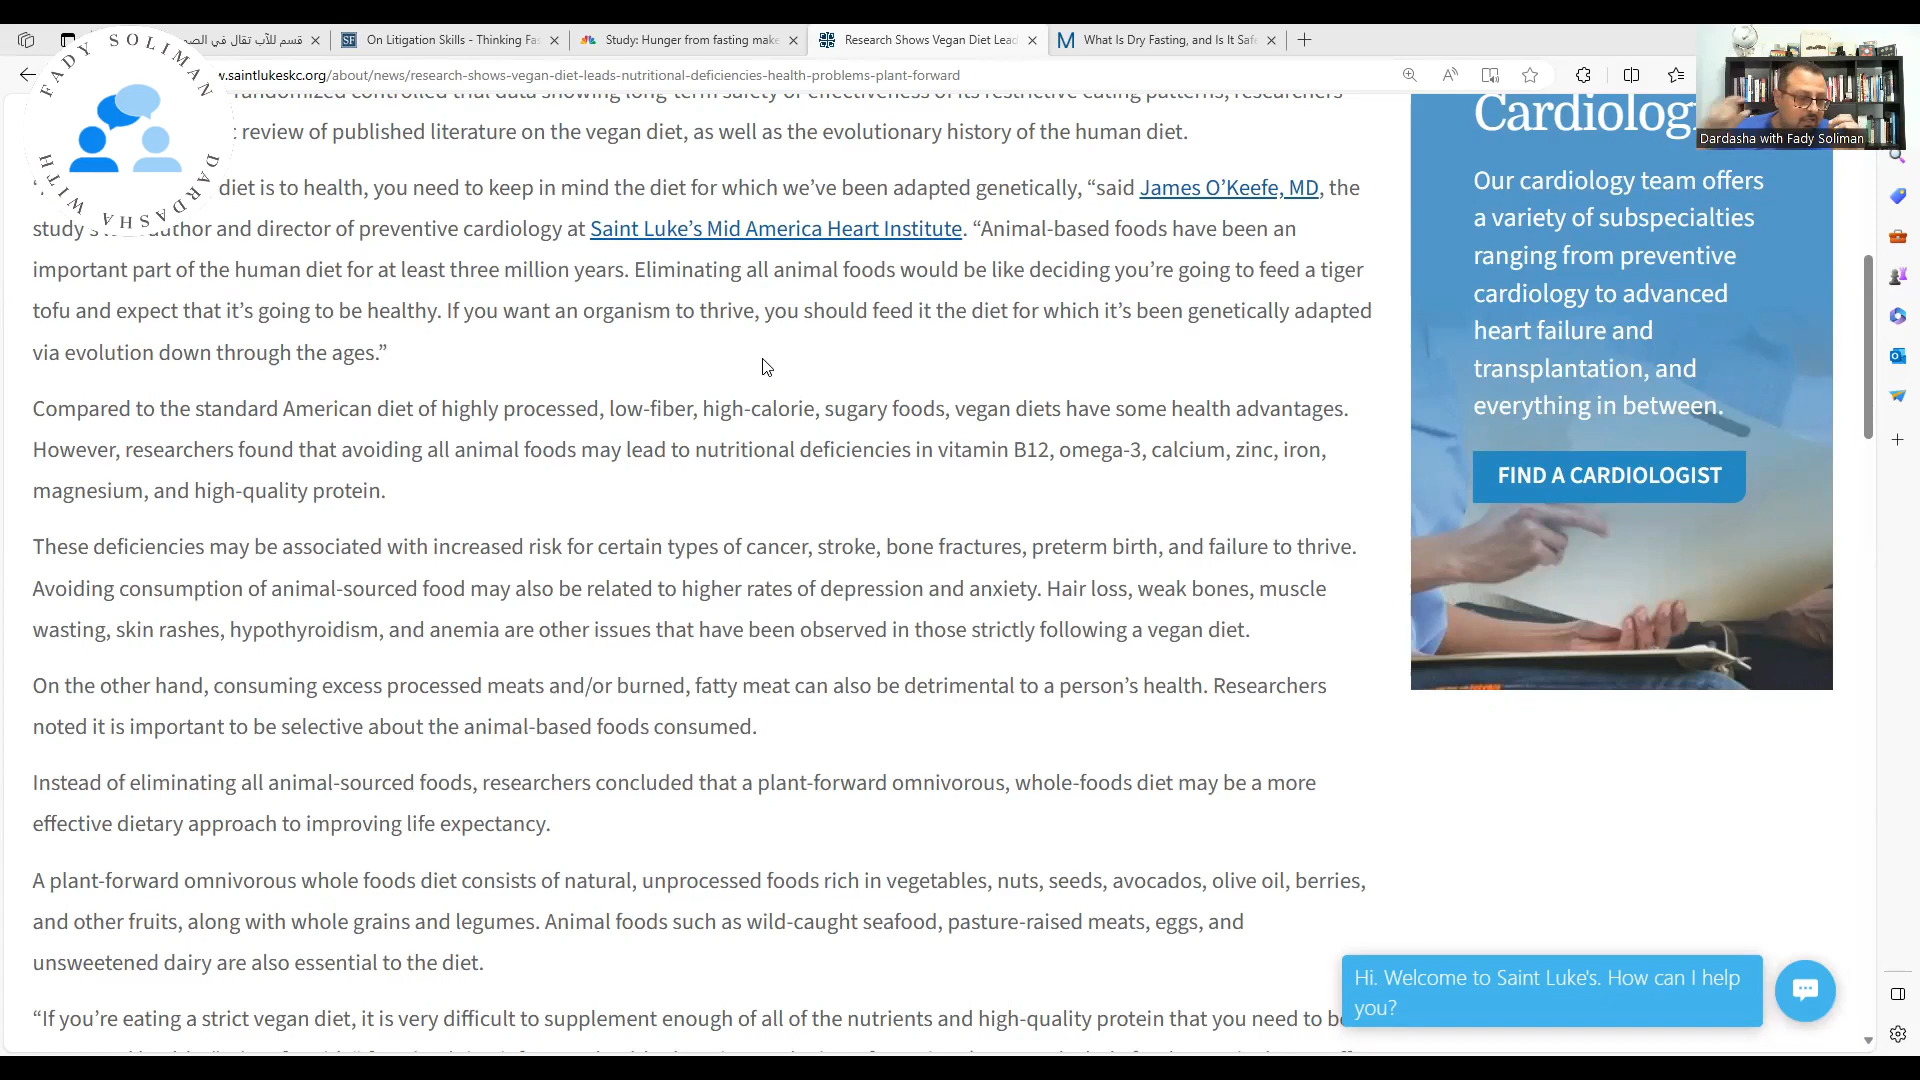 قسم للآب تقال في الص
On Litigation Skills - Thinking Fas
Study: Hunger from fasting make
Research Shows Vegan Diet Lead
What Is Dry Fasting, and Is It Safe
w.saintlukeskc.org/about/news/research-shows-vegan-diet-leads-nutritional-deficiencies-health-problems-plant-forward
DARDASHA WITH FADY SOLIMAN
Dardasha with Fady Soliman
randomized controlled trial data showing long-term safety or effectiveness of its restrictive eating patterns, researchers
review of published literature on the vegan diet, as well as the evolutionary history of the human diet.
diet is to health, you need to keep in mind the diet for which we’ve been adapted genetically, “said James O’Keefe, MD, the
study author and director of preventive cardiology at Saint Luke’s Mid America Heart Institute. “Animal-based foods have been an
important part of the human diet for at least three million years. Eliminating all animal foods would be like deciding you’re going to feed a tiger
tofu and expect that it’s going to be healthy. If you want an organism to thrive, you should feed it the diet for which it’s been genetically adapted
via evolution down through the ages.”
Compared to the standard American diet of highly processed, low-fiber, high-calorie, sugary foods, vegan diets have some health advantages.
However, researchers found that avoiding all animal foods may lead to nutritional deficiencies in vitamin B12, omega-3, calcium, zinc, iron,
magnesium, and high-quality protein.
These deficiencies may be associated with increased risk for certain types of cancer, stroke, bone fractures, preterm birth, and failure to thrive.
Avoiding consumption of animal-sourced food may also be related to higher rates of depression and anxiety. Hair loss, weak bones, muscle
wasting, skin rashes, hypothyroidism, and anemia are other issues that have been observed in those strictly following a vegan diet.
On the other hand, consuming excess processed meats and/or burned, fatty meat can also be detrimental to a person’s health. Researchers
noted it is important to be selective about the animal-based foods consumed.
Instead of eliminating all animal-sourced foods, researchers concluded that a plant-forward omnivorous, whole-foods diet may be a more
effective dietary approach to improving life expectancy.
A plant-forward omnivorous whole foods diet consists of natural, unprocessed foods rich in vegetables, nuts, seeds, avocados, olive oil, berries,
and other fruits, along with whole grains and legumes. Animal foods such as wild-caught seafood, pasture-raised meats, eggs, and
unsweetened dairy are also essential to the diet.
“If you’re eating a strict vegan diet, it is very difficult to supplement enough of all of the nutrients and high-quality protein that you need to b
Cardiolog
Our cardiology team offers
a variety of subspecialties
ranging from preventive
cardiology to advanced
heart failure and
transplantation, and
everything in between.
FIND A CARDIOLOGIST
Hi. Welcome to Saint Luke's. How can I help
you?